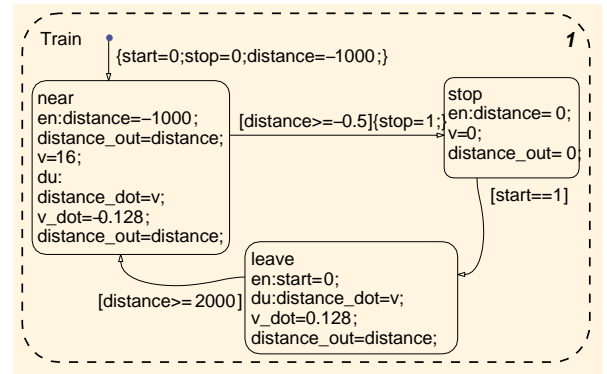 Train
1
{start=0;stop=0;distance=–1000;}
near
en:distance=–1000;
distance_out=distance;
v=16;
du:
distance_dot=v;
v_dot=–0.128;
distance_out=distance;
[distance>=–0.5]{stop=1;}
stop
en:distance= 0;
v=0;
distance_out= 0;
[start==1]
leave
en:start=0;
du:distance_dot=v;
v_dot=0.128;
distance_out=distance;
[distance>= 2000]